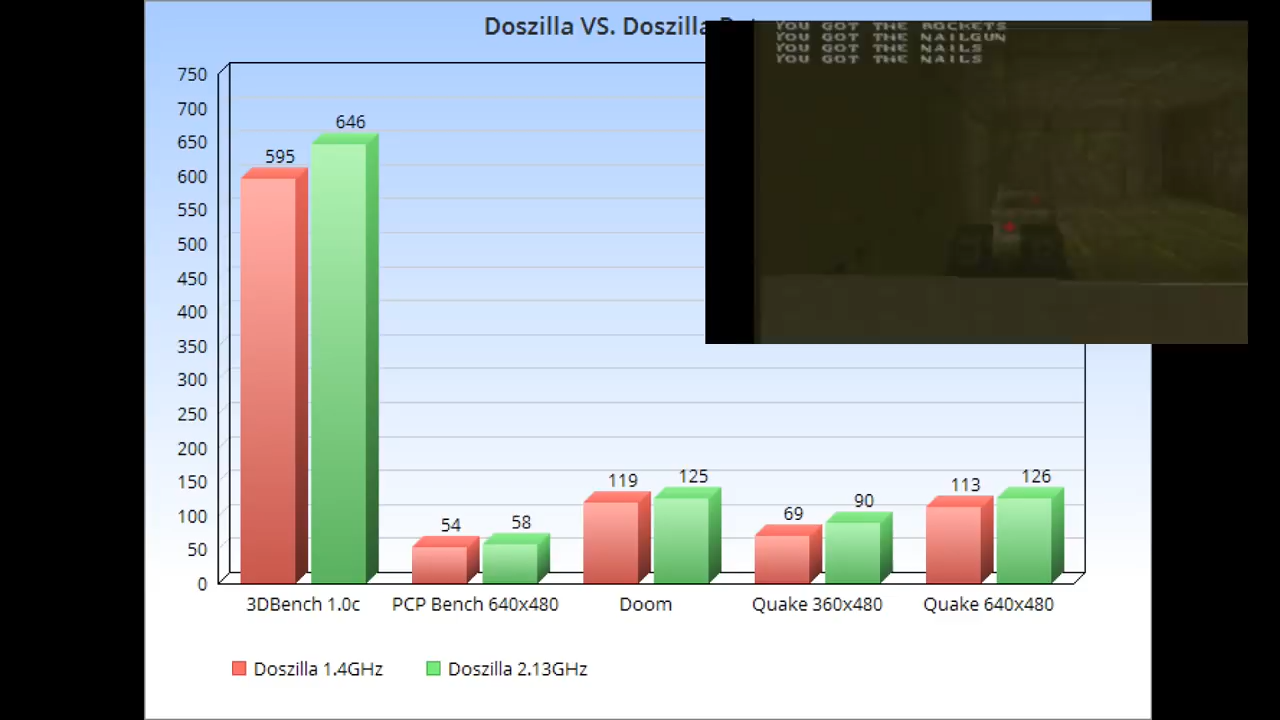 Doszilla VS. Doszilla
YOU GOT THE ROCKETS
YOU GOT THE NAILGUN
YOU GOT THE NAILS
YOU GOT THE NAILS
750
700
650
600
550
500
450
400
350
300
250
200
150
100
50
0
595
646
54
58
119
125
69
90
113
126
3DBench 1.0c
PCP Bench 640x480
Doom
Quake 360x480
Quake 640x480
Doszilla 1.4GHz
Doszilla 2.13GHz